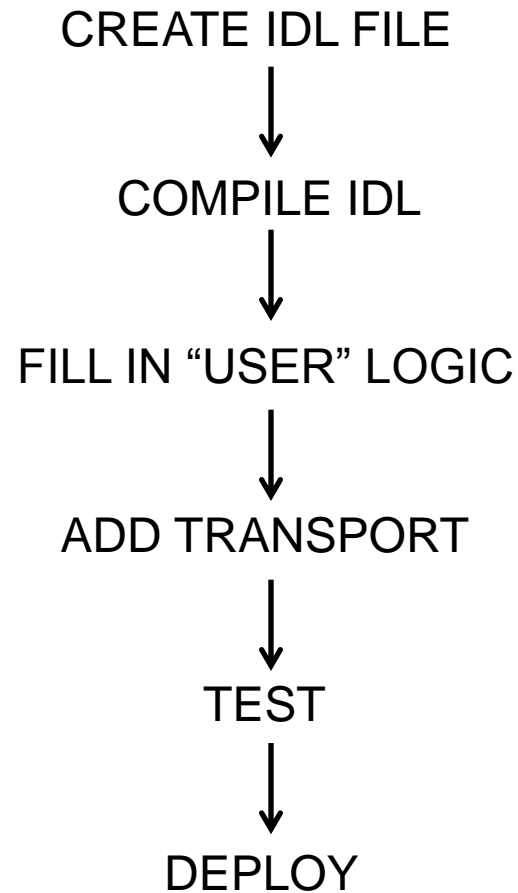 CREATE IDL FILE
COMPILE IDL
FILL IN “USER” LOGIC
ADD TRANSPORT
TEST
DEPLOY